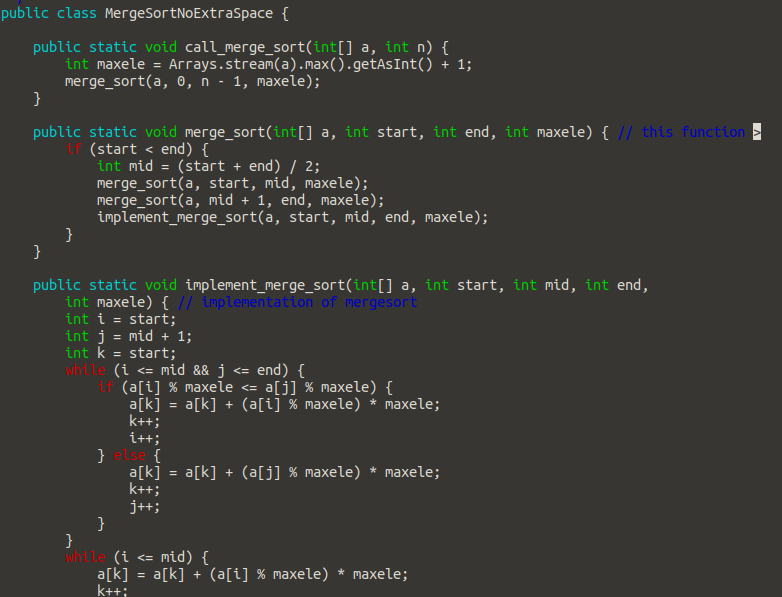 public class MergeSortNoExtraSpace {
public static void call_merge_sort(int[] a, int n) {
int maxele = Arrays.stream(a).max().getAsInt() + 1;
merge_sort(a, 0, n - 1, maxele);
}
public static void merge_sort(int[] a, int start, int end, int maxele) { // this function >
if (start < end) {
int mid = (start + end) / 2;
merge_sort(a, start, mid, maxele);
merge_sort(a, mid + 1, end, maxele);
implement_merge_sort(a, start, mid, end, maxele);
}
}
public static void implement_merge_sort(int[] a, int start, int mid, int end,
int maxele) { // implementation of mergesort
int i = start;
int j = mid + 1;
int k = start;
while (i <= mid && j <= end) {
if (a[i] % maxele <= a[j] % maxele) {
a[k] = a[k] + (a[i] % maxele) * maxele;
k++;
i++;
} else {
a[k] = a[k] + (a[j] % maxele) * maxele;
k++;
j++;
}
}
while (i <= mid) {
a[k] = a[k] + (a[i] % maxele) * maxele;
k++;